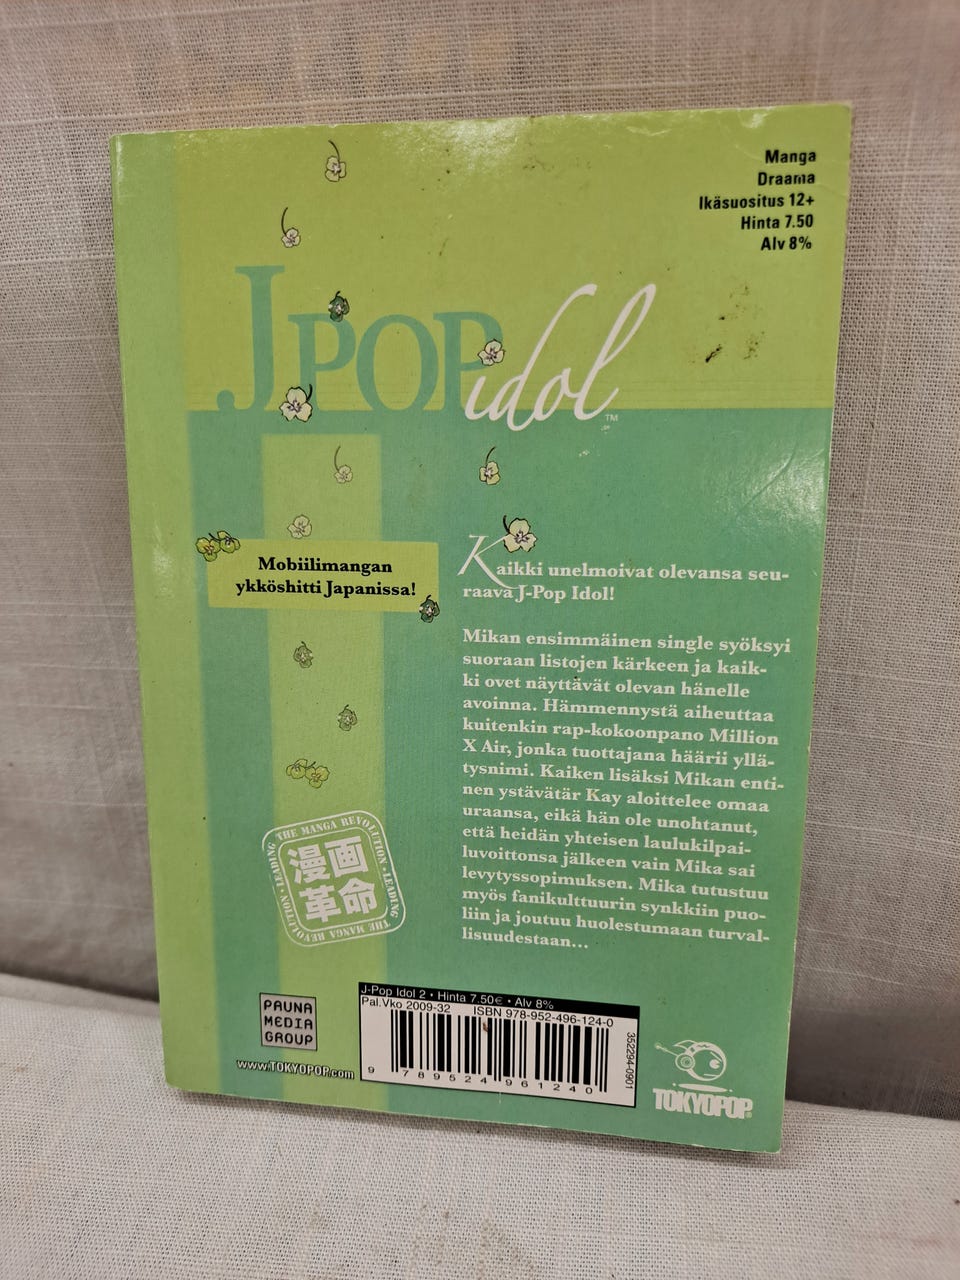 Manga
Draama
Ikäsuositus 12+
Hinta 7.50
Alv 8%
J-POP idol™
Mobiilimangan
ykköshitti Japanissa!
Kaikki unelmoivat olevansa seu-
raava J-Pop Idol!
Mikan ensimmäinen single syöksyi
suoraan listojen kärkeen ja kaik-
ki ovet näyttävät olevan hänelle
avoinna. Hämmennystä aiheuttaa
kuitenkin rap-kokoonpano Million
X Air, jonka tuottajana häärii yllä-
tysnimi. Kaiken lisäksi Mikan enti-
nen ystävätär Kay aloittelee omaa
uraansa, eikä hän ole unohtanut,
että heidän yhteisen laulukilpai-
luvoittonsa jälkeen vain Mika sai
levytyssopimuksen. Mika tutustuu
myös fanikulttuurin synkkiin puo-
liin ja joutuu huolestumaan turval-
lisuudestaan...
LEADING THE MANGA REVOLUTION • LEADING THE MANGA REVOLUTION •
漫画
革命
PAUNA
MEDIA
GROUP
www.TOKYOPOP.com
J-Pop Idol 2 • Hinta 7.50€ • Alv 8%
Pal.Vko 2009-32 ISBN 978-952-496-124-0
9 789524 961240
352294-0901
TOKYOPOP®